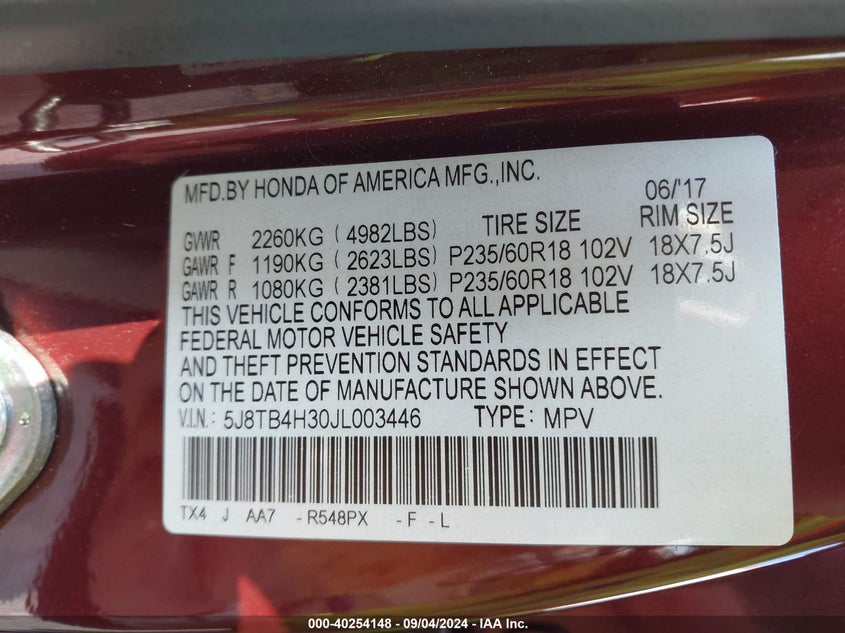 MFD.BY HONDA OF AMERICA MFG.,INC.
06/'17
GVWR 2260KG ( 4982LBS) TIRE SIZE RIM SIZE
GAWR F 1190KG ( 2623LBS) P235/60R18 102V 18X7.5J
GAWR R 1080KG ( 2381LBS) P235/60R18 102V 18X7.5J
THIS VEHICLE CONFORMS TO ALL APPLICABLE
FEDERAL MOTOR VEHICLE SAFETY
AND THEFT PREVENTION STANDARDS IN EFFECT
ON THE DATE OF MANUFACTURE SHOWN ABOVE.
V.I.N.: 5J8TB4H30JL003446 TYPE: MPV
TX4 J AA7 -R548PX -F -L
000-40254148 - 09/04/2024 - IAA Inc.